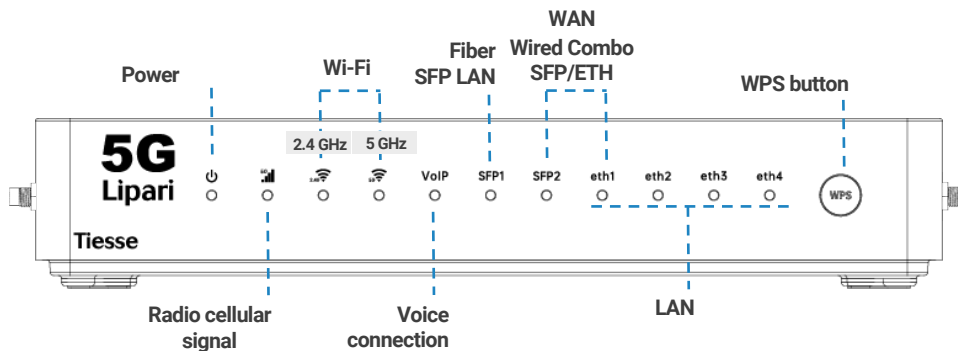 WAN
Fiber
Wired Combo
Wi-Fi
SFP LAN
SFP/ETH
Power
WPS button
2.4 GHz
5 GHz
5G
Lipari
VoIP
SFP1
SFP2
eth1
eth2
eth3
eth4
WPS
Tiesse
Radio cellular
signal
Voice
connection
LAN